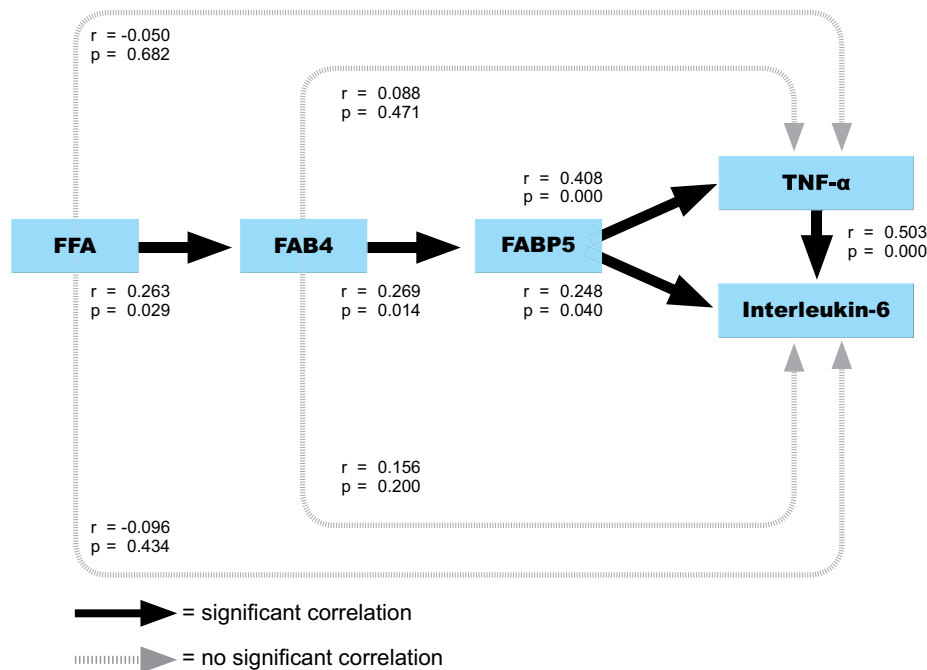 r = -0.050
p = 0.682
r = 0.088
p = 0.471
r = 0.408
p = 0.000
TNF-α
FFA
FAB4
FABP5
r = 0.503
p = 0.000
r = 0.263
p = 0.029
r = 0.269
p = 0.014
r = 0.248
p = 0.040
Interleukin-6
r = 0.156
p = 0.200
r = -0.096
p = 0.434
= significant correlation
= no significant correlation